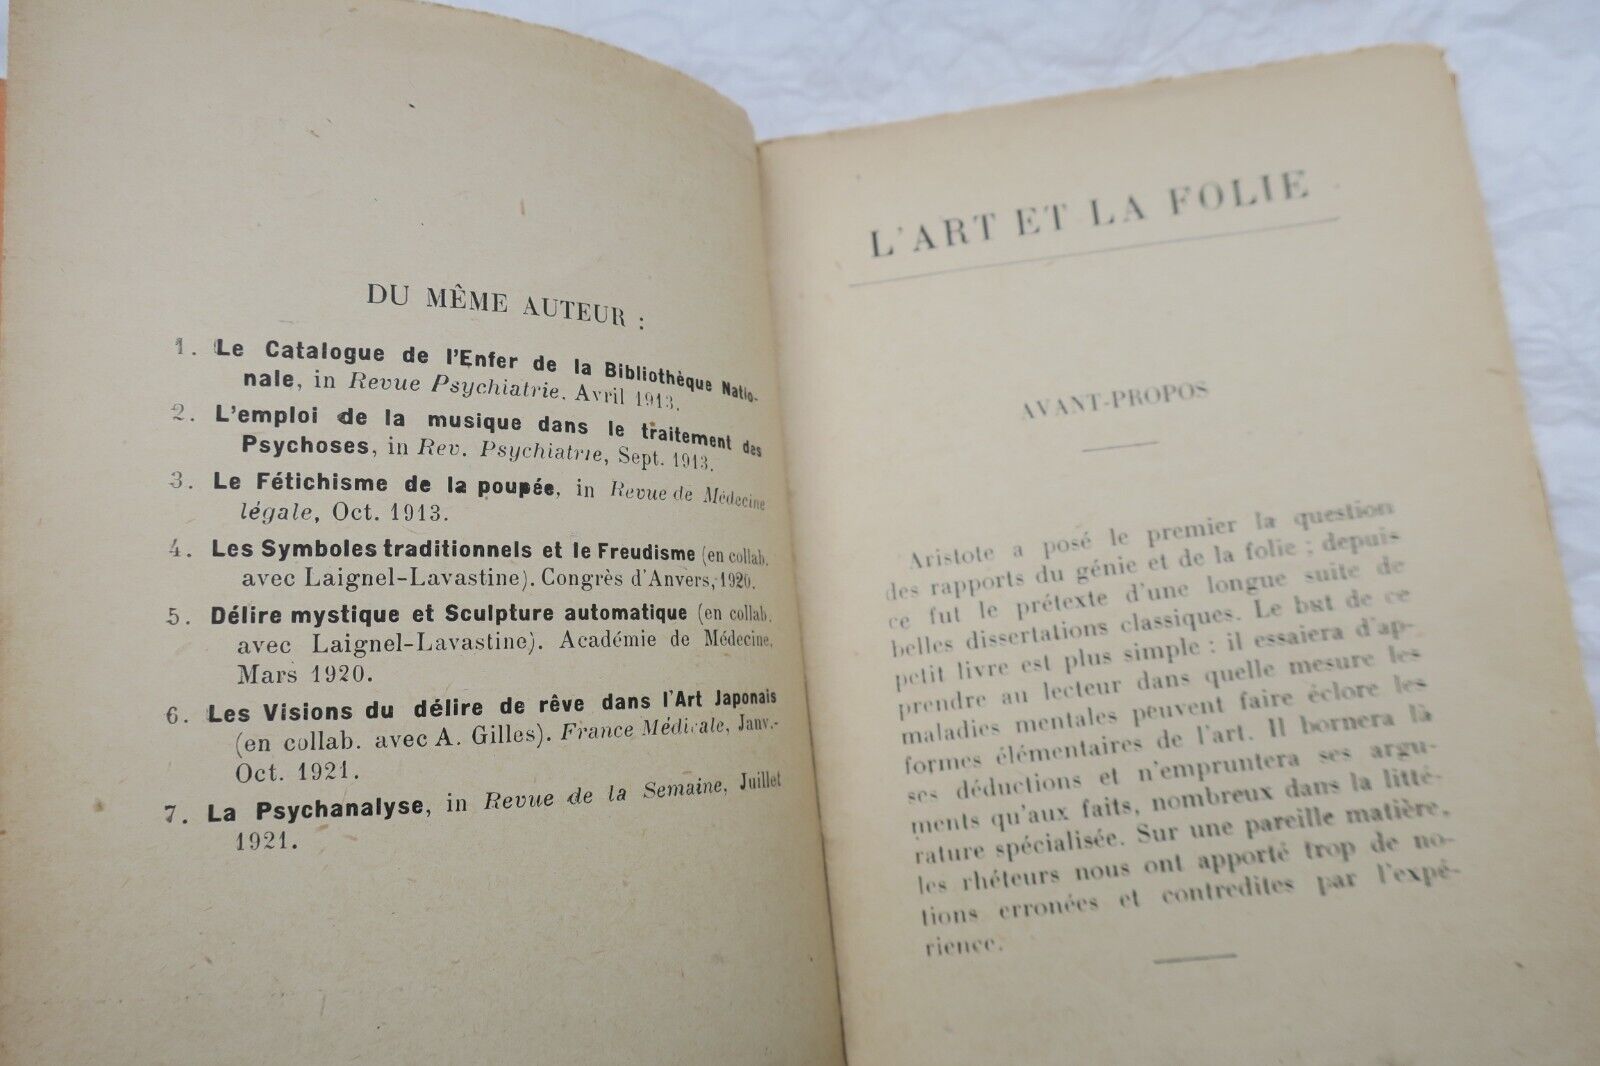 DU MÊME AUTEUR :
1. Le Catalogue de l'Enfer de la Bibliothèque Natio-
nale, in Revue Psychiatrie. Avril 1913.
2. L'emploi de la musique dans le traitement des
Psychoses, in Rev. Psychiatrie, Sept. 1913.
3. Le Fétichisme de la poupée, in Revue de Médecine
légale, Oct. 1913.
4. Les Symboles traditionnels et le Freudisme (en collab.
avec Laignel-Lavastine). Congrès d'Anvers, 1920.
5. Délire mystique et Sculpture automatique (en collab.
avec Laignel-Lavastine). Académie de Médecine,
Mars 1920.
6. Les Visions du délire de rêve dans l'Art Japonais
(en collab. avec A. Gilles). France Médicale, Janv.-
Oct. 1921.
7. La Psychanalyse, in Revue de la Semaine, Juillet
1921.
L'ART ET LA FOLIE
AVANT-PROPOS
Aristote a posé le premier la question
des rapports du génie et de la folie ; depuis
ce fut le prétexte d'une longue suite de
belles dissertations classiques. Le but de ce
petit livre est plus simple : il essaiera d'ap-
prendre au lecteur dans quelle mesure les
maladies mentales peuvent faire éclore les
formes élémentaires de l'art. Il bornera là
ses déductions et n'empruntera ses argu-
ments qu'aux faits, nombreux dans la litté-
rature spécialisée. Sur une pareille matière,
les rhéteurs nous ont apporté trop de no-
tions erronées et contredites par l'expé-
rience.